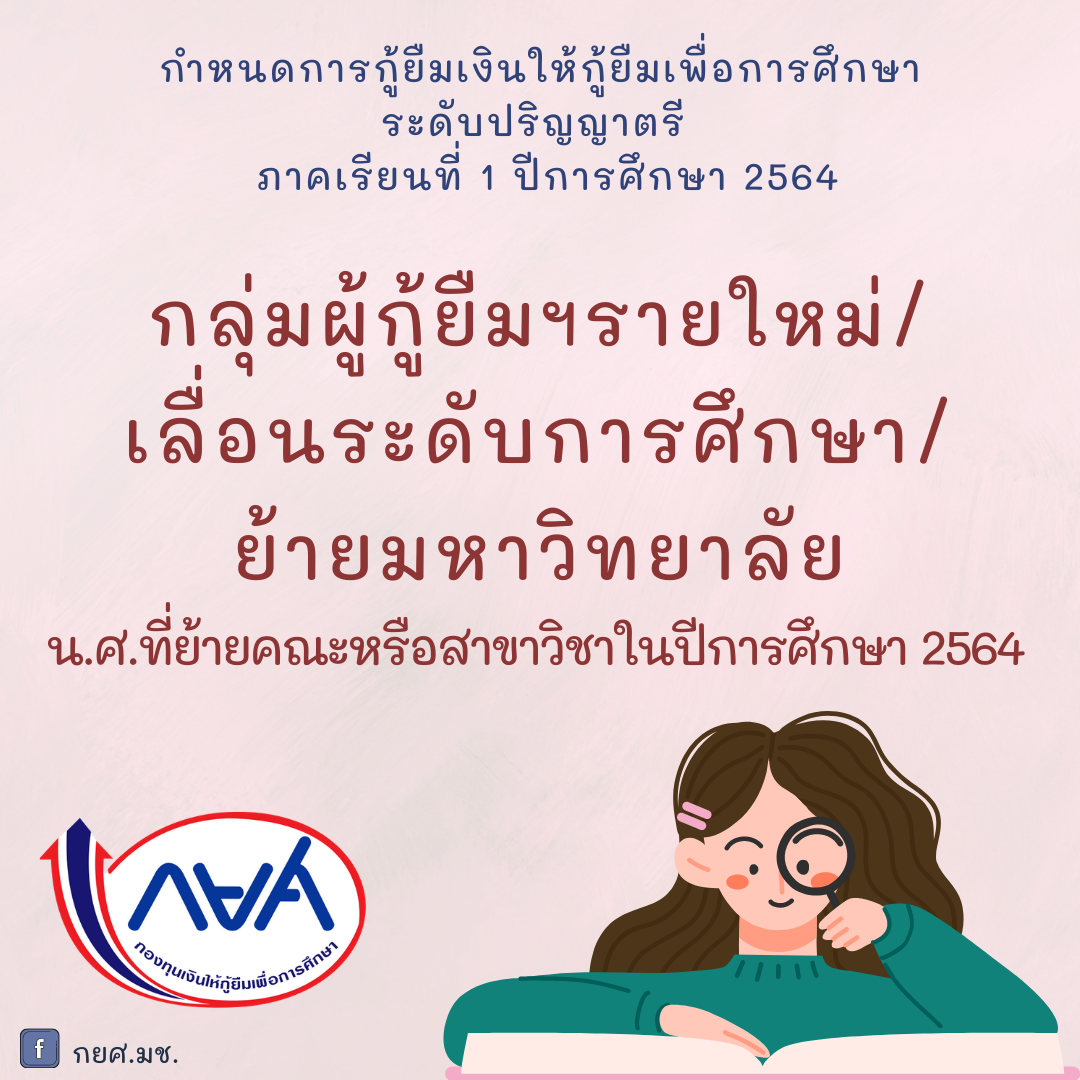 กำหนดการกู้ยืมเงินให้กู้ยืมเพื่อการศึกษา
ระดับปริญญาตรี
ภาคเรียนที่ 1 ปีการศึกษา 2564
กลุ่มผู้กู้ยืมฯรายใหม่/
เลื่อนระดับการศึกษา/
ย้ายมหาวิทยาลัย
น.ศ.ที่ย้ายคณะหรือสาขาวิชาในปีการศึกษา 2564
กยศ
กองทุนเงินให้กู้ยืมเพื่อการศึกษา
f กยศ.มช.